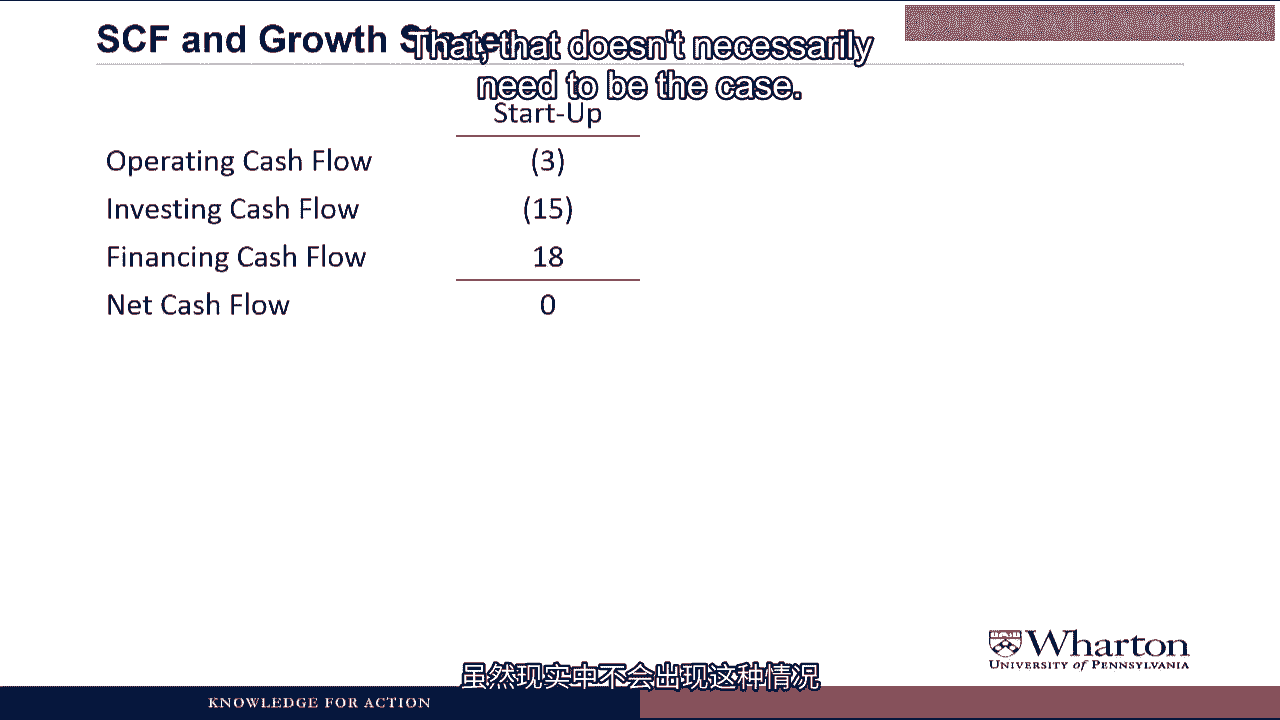 SCF and Growth
That, that doesn't necessarily
need to be the case.
Start-Up
Operating Cash Flow (3)
Investing Cash Flow (15)
Financing Cash Flow 18
Net Cash Flow 0
Wharton
UNIVERSITY of PENNSYLVANIA
虽然现实中不会出现这种情况
KNOWLEDGE FOR ACTION